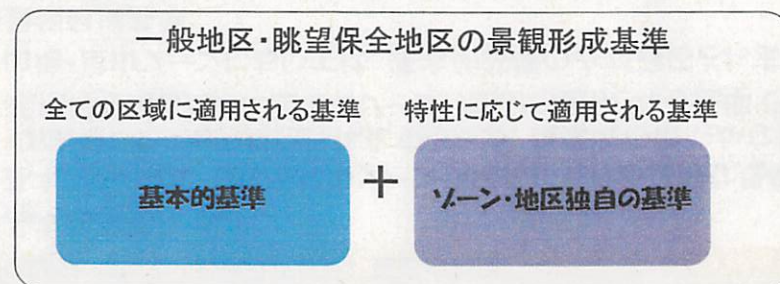 一般地区・眺望保全地区の景観形成基準
全ての区域に適用される基準
特性に応じて適用される基準
基本的基準
+
ゾーン・地区独自の基準